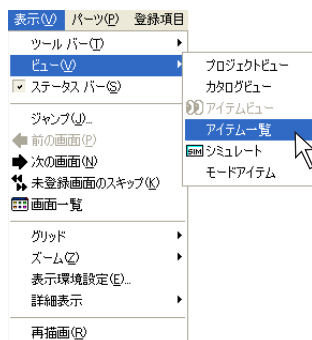 表示(V) パーツ(P) 登録項目
ツール バー(T)
ビュー(V)
ステータス バー(S)
ジャンプ(J)...
前の画面(P)
次の画面(N)
未登録画面のスキップ(K)
画面一覧
グリッド
ズーム(Z)
表示環境設定(E)...
詳細表示
再描画(R)
プロジェクトビュー
カタログビュー
アイテムビュー
アイテム一覧
SIM シミュレート
モードアイテム